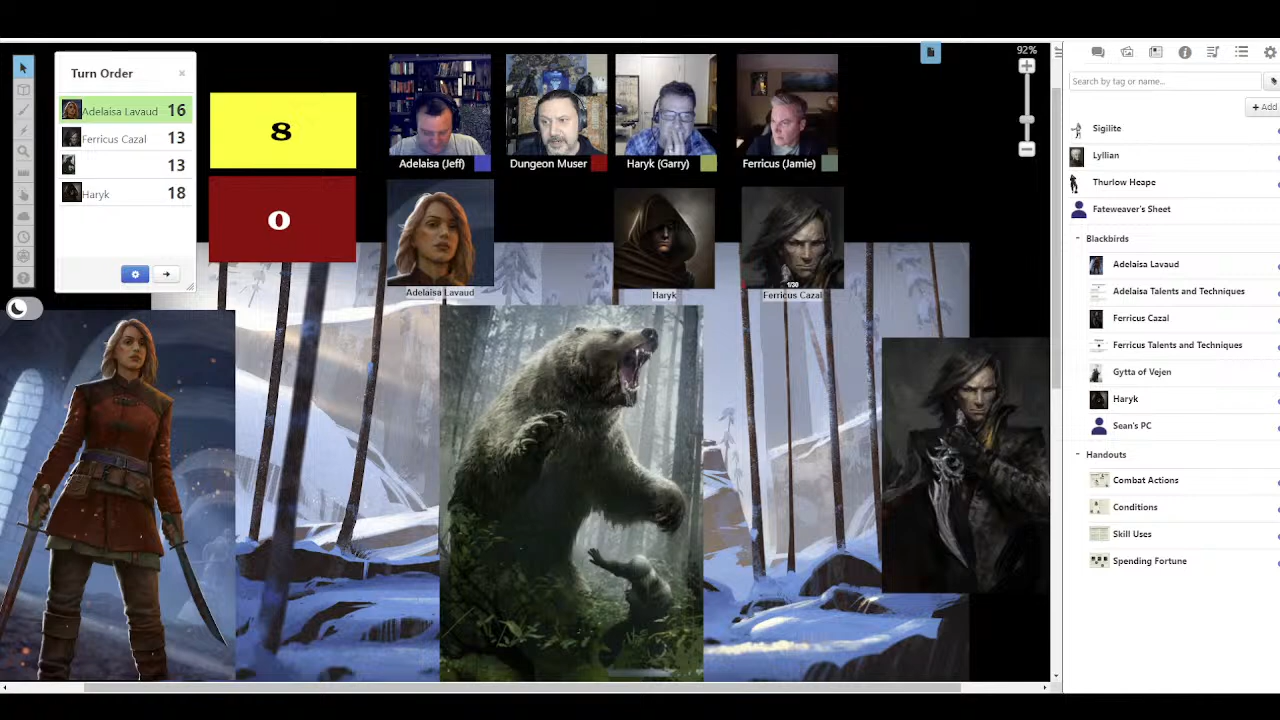 Turn Order ×
Adelaisa Lavaud 16
Ferricus Cazal 13
13
Haryk 18
8
0
Adelaisa (Jeff)
Dungeon Muser
Haryk (Garry)
Ferricus (Jamie)
Adelaisa Lavaud
Haryk
1/30
Ferricus Cazal
92%
Search by tag or name...
+ Add
Sigilite
Lyllian
Thurlow Heape
Fateweaver's Sheet
Blackbirds
Adelaisa Lavaud
Adelaisa Talents and Techniques
Ferricus Cazal
Ferricus Talents and Techniques
Gytta of Vejen
Haryk
Sean's PC
Handouts
Combat Actions
Conditions
Skill Uses
Spending Fortune